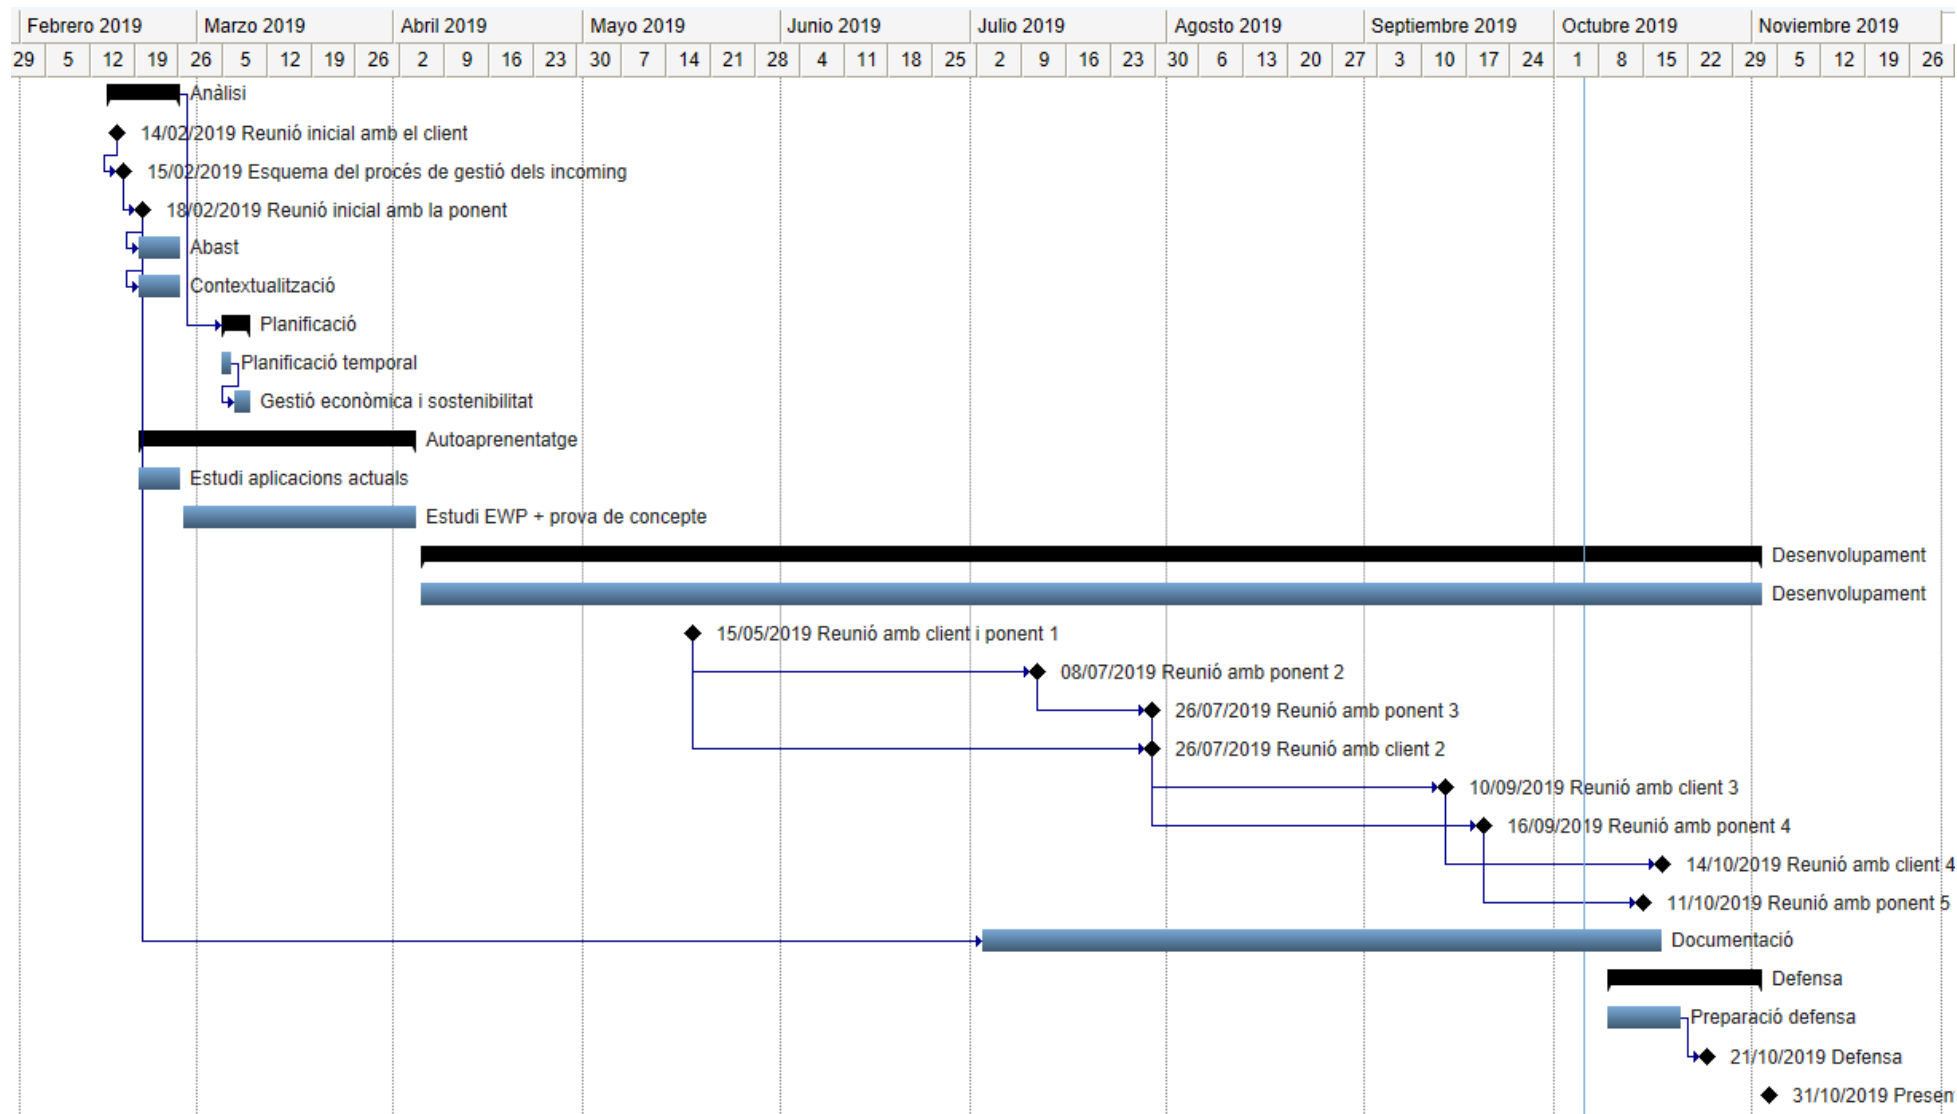 Febrero 2019 Marzo 2019 Abril 2019 Mayo 2019 Junio 2019 Julio 2019 Agosto 2019 Septiembre 2019 Octubre 2019 Noviembre 2019
29 5 12 19 26 5 12 19 26 2 9 16 23 30 7 14 21 28 4 11 18 25 2 9 16 23 30 6 13 20 27 3 10 17 24 1 8 15 22 29 5 12 19 26
Anàlisi
14/02/2019 Reunió inicial amb el client
15/02/2019 Esquema del procés de gestió dels incoming
18/02/2019 Reunió inicial amb la ponent
Abast
Contextualització
Planificació
Planificació temporal
Gestió econòmica i sostenibilitat
Autoaprenentatge
Estudi aplicacions actuals
Estudi EWP + prova de concepte
Desenvolupament
Desenvolupament
15/05/2019 Reunió amb client i ponent 1
08/07/2019 Reunió amb ponent 2
26/07/2019 Reunió amb ponent 3
26/07/2019 Reunió amb client 2
10/09/2019 Reunió amb client 3
16/09/2019 Reunió amb ponent 4
14/10/2019 Reunió amb client 4
11/10/2019 Reunió amb ponent 5
Documentació
Defensa
Preparació defensa
21/10/2019 Defensa
31/10/2019 Presen